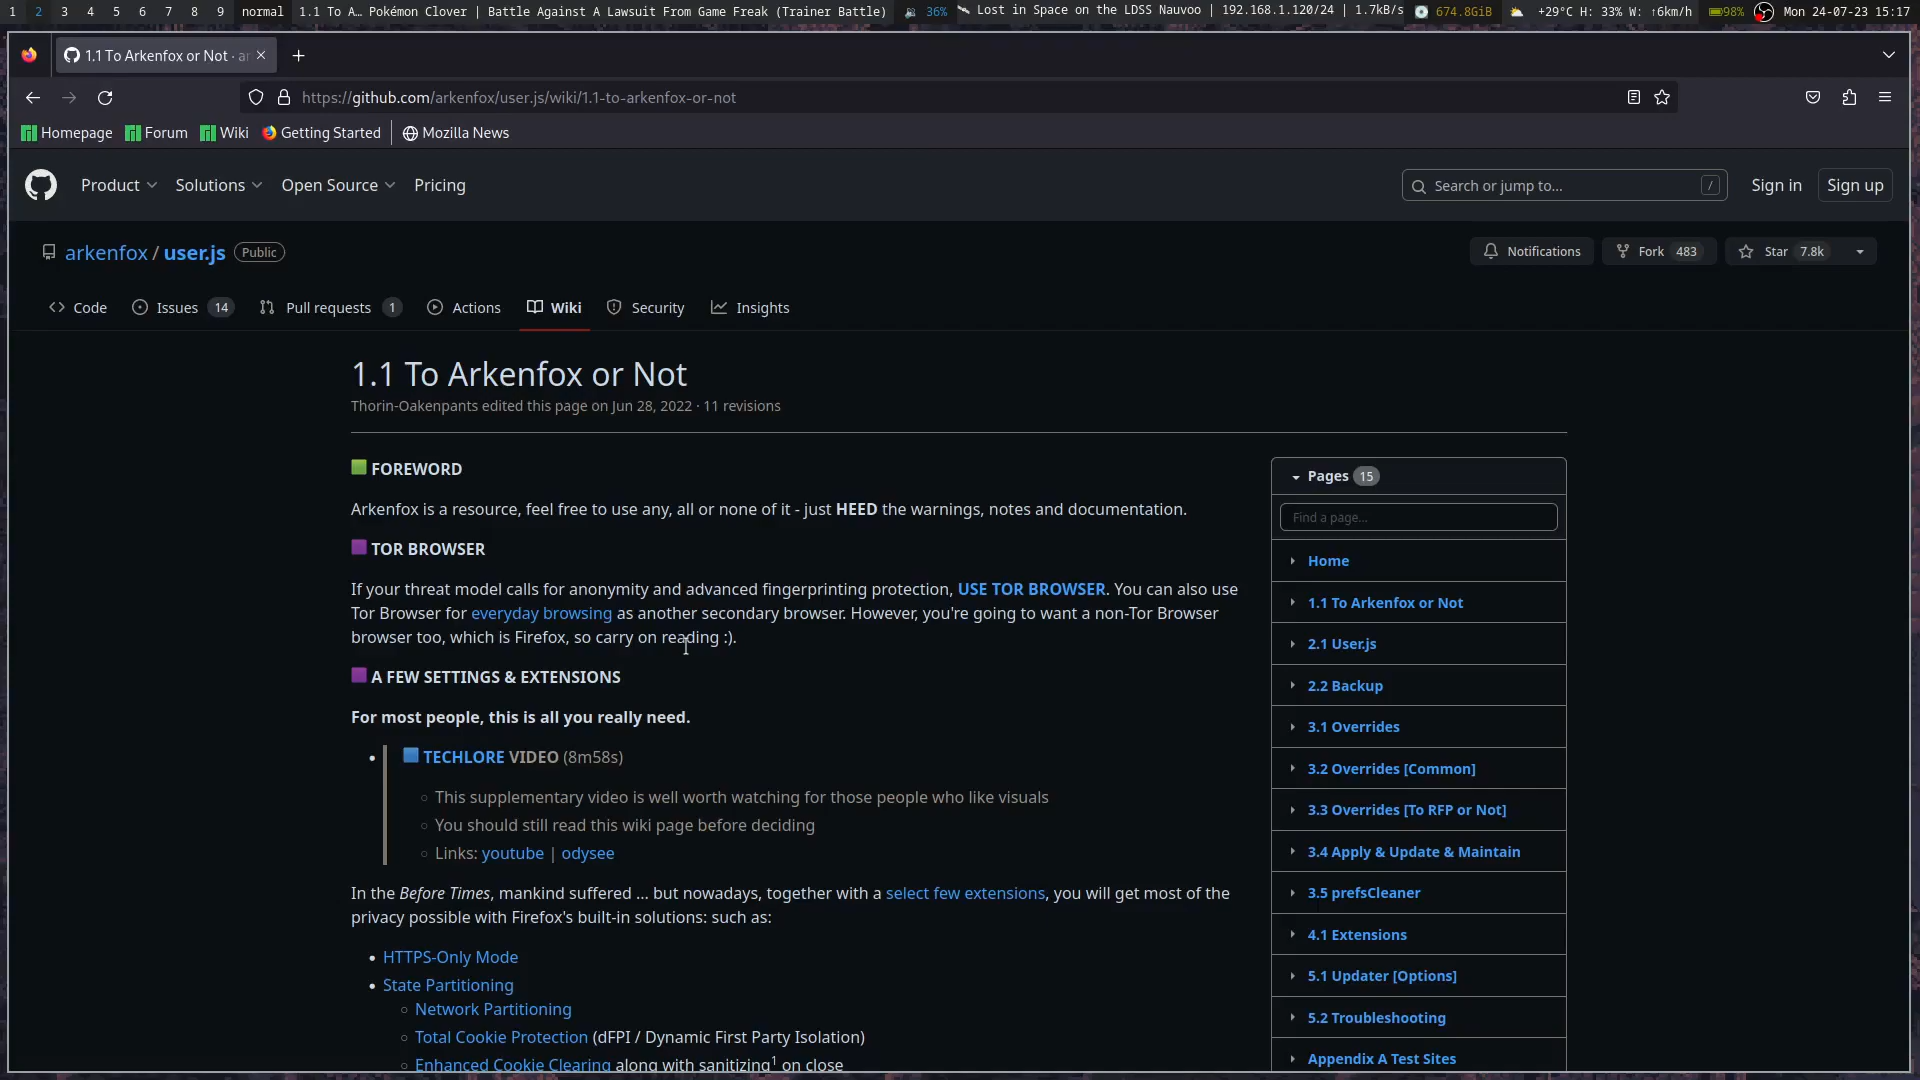 1 2 3 4 5 6 7 8 9 normal 1.1 To A… Pokémon Clover | Battle Against A Lawsuit From Game Freak (Trainer Battle) 36% Lost in Space on the LDSS Nauvoo | 192.168.1.120/24 | 1.7kB/s 674.8GiB +29°C H: 33% W: ↑6km/h 98% Mon 24-07-23 15:17
1.1 To Arkenfox or Not · ar
https://github.com/arkenfox/user.js/wiki/1.1-to-arkenfox-or-not
Homepage Forum Wiki Getting Started Mozilla News
Product Solutions Open Source Pricing Search or jump to... / Sign in Sign up
arkenfox / user.js Public Notifications Fork 483 Star 7.8k
Code Issues 14 Pull requests 1 Actions Wiki Security Insights
1.1 To Arkenfox or Not
Thorin-Oakenpants edited this page on Jun 28, 2022 · 11 revisions
FOREWORD
Arkenfox is a resource, feel free to use any, all or none of it - just HEED the warnings, notes and documentation.
TOR BROWSER
If your threat model calls for anonymity and advanced fingerprinting protection, USE TOR BROWSER. You can also use
Tor Browser for everyday browsing as another secondary browser. However, you're going to want a non-Tor Browser
browser too, which is Firefox, so carry on reading :).
A FEW SETTINGS & EXTENSIONS
For most people, this is all you really need.
TECHLORE VIDEO (8m58s)
This supplementary video is well worth watching for those people who like visuals
You should still read this wiki page before deciding
Links: youtube | odysee
In the Before Times, mankind suffered ... but nowadays, together with a select few extensions, you will get most of the
privacy possible with Firefox's built-in solutions: such as:
HTTPS-Only Mode
State Partitioning
Network Partitioning
Total Cookie Protection (dFPI / Dynamic First Party Isolation)
Enhanced Cookie Clearing along with sanitizing1 on close
Pages 15
Find a page...
Home
1.1 To Arkenfox or Not
2.1 User.js
2.2 Backup
3.1 Overrides
3.2 Overrides [Common]
3.3 Overrides [To RFP or Not]
3.4 Apply & Update & Maintain
3.5 prefsCleaner
4.1 Extensions
5.1 Updater [Options]
5.2 Troubleshooting
Appendix A Test Sites